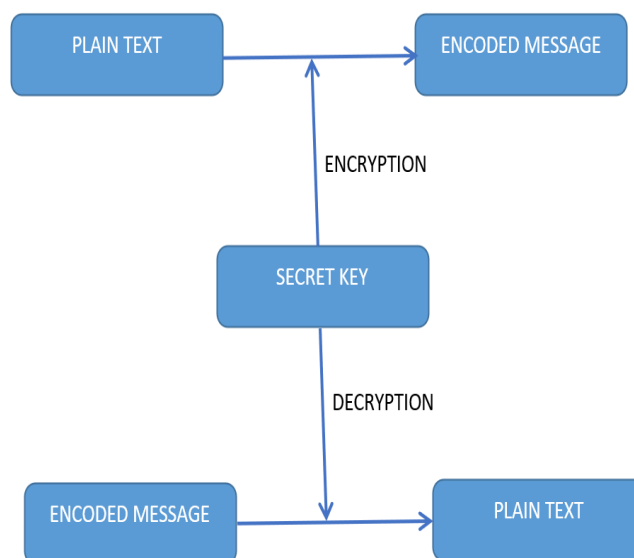 PLAIN TEXT
ENCODED MESSAGE
ENCRYPTION
SECRET KEY
DECRYPTION
ENCODED MESSAGE
PLAIN TEXT